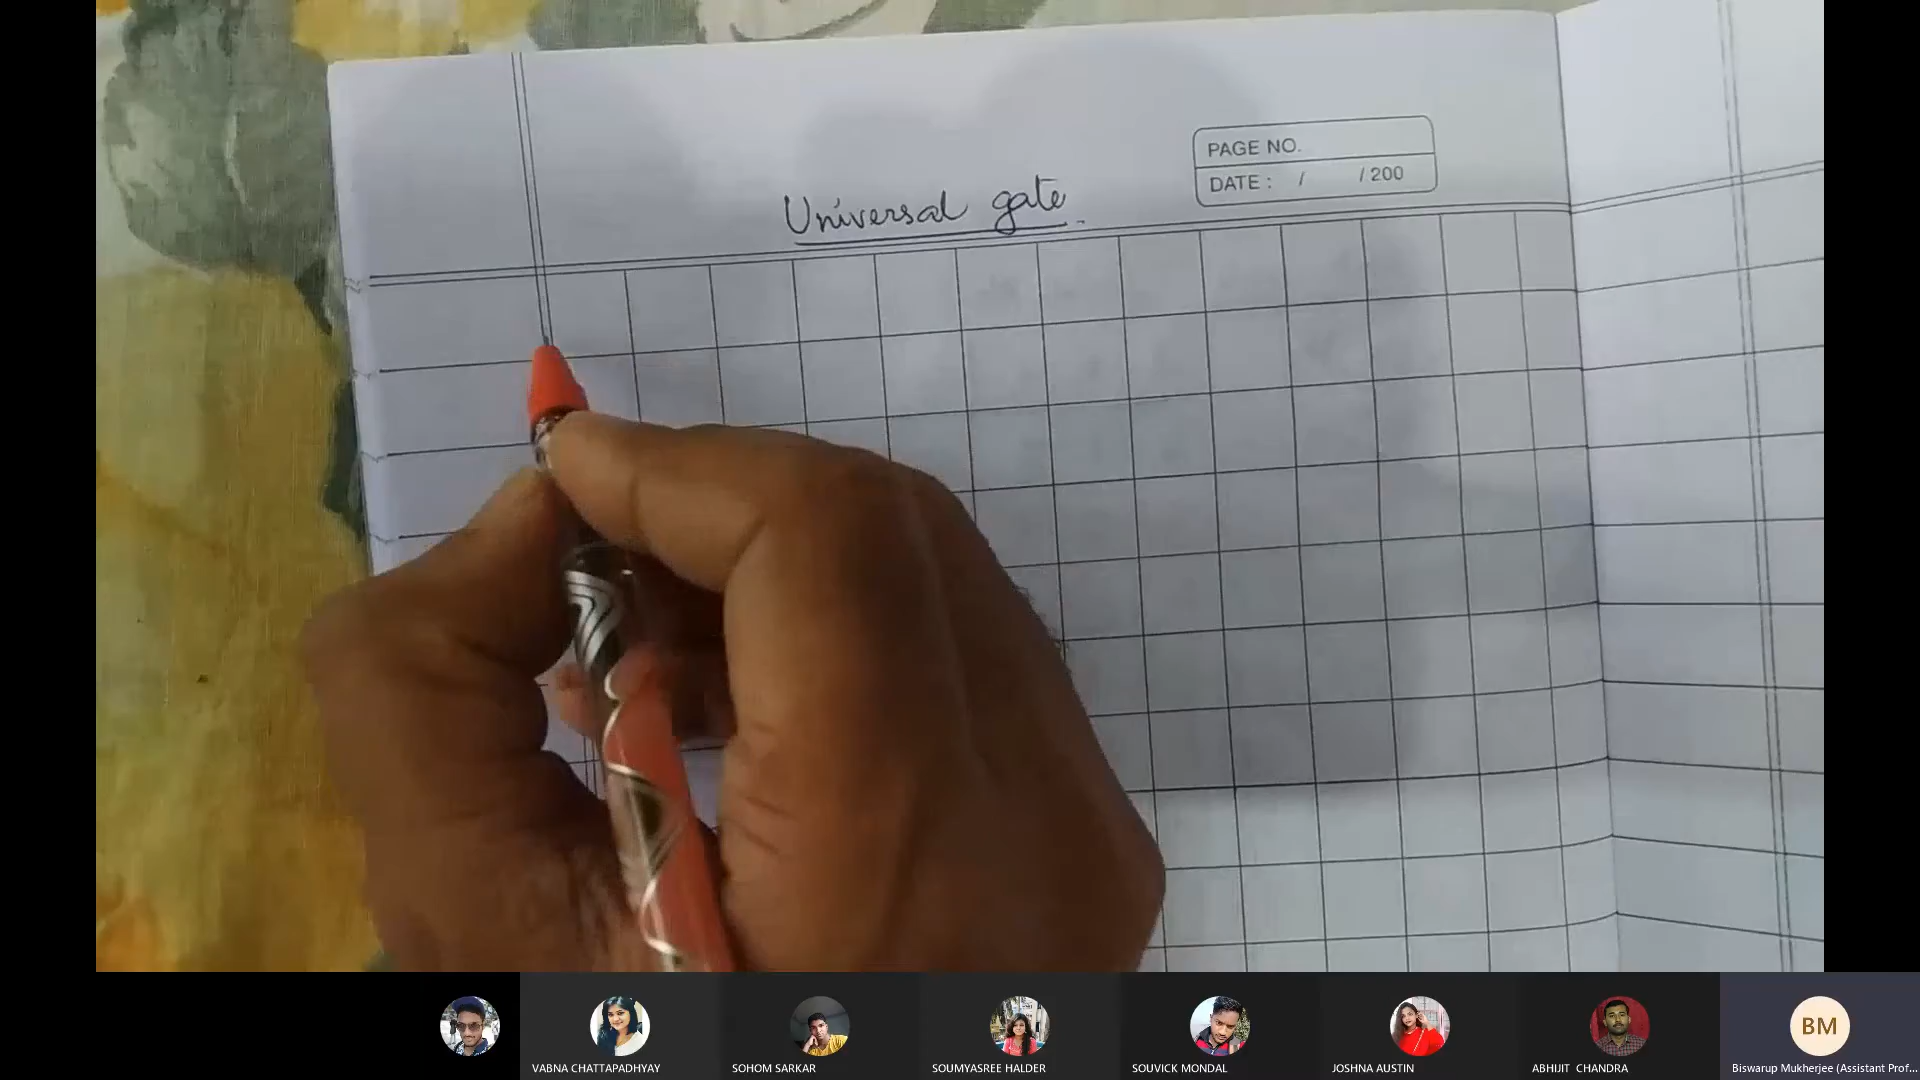 PAGE NO.
DATE : / / 200
Universal gate
VABNA CHATTAPADHYAY
SOHOM SARKAR
SOUMYASREE HALDER
SOUVICK MONDAL
JOSHNA AUSTIN
ABHIJIT CHANDRA
BM
Biswarup Mukherjee (Assistant Prof...